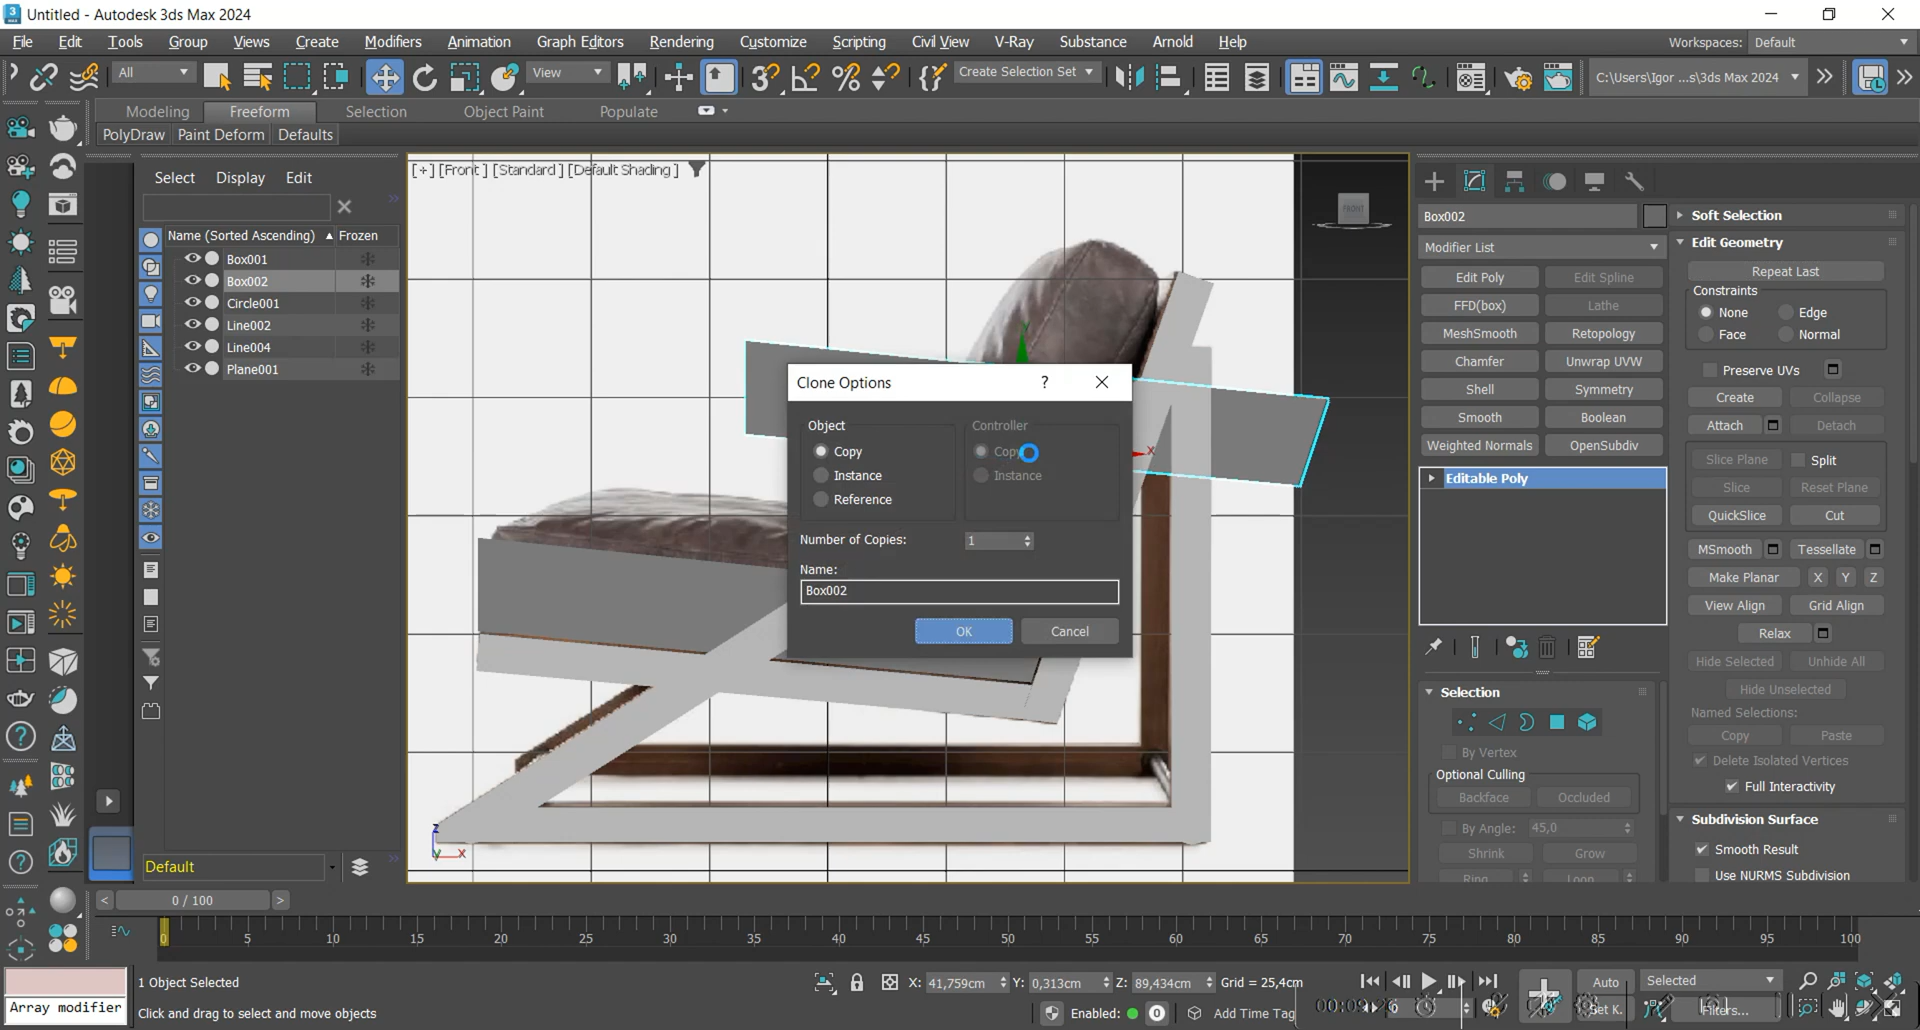 Untitled - Autodesk 3ds Max 2024
File Edit Tools Group Views Create Modifiers Animation Graph Editors Rendering Customize Scripting Civil View V-Ray Substance Arnold Help
Workspaces: Default
All View Create Selection Set C:\Users\Igor ...s\3ds Max 2024
Modeling Freeform Selection Object Paint Populate
PolyDraw Paint Deform Defaults
Select Display Edit
Name (Sorted Ascending) Frozen
Box001
Box002
Circle001
Line002
Line004
Plane001
Default
[+] [Front ] [Standard ] [Default Shading ]
FRONT
Y
X
Z
Y X
Clone Options ?
Object Controller
Copy Copy
Instance Instance
Reference
Number of Copies: 1
Name:
Box002
OK Cancel
Box002
Modifier List
Edit Poly Edit Spline
FFD(box) Lathe
MeshSmooth Retopology
Chamfer Unwrap UVW
Shell Symmetry
Smooth Boolean
Weighted Normals OpenSubdiv
Editable Poly
Selection
By Vertex
Optional Culling
Backface Occluded
By Angle: 45,0
Shrink Grow
Ring Loop
Soft Selection
Edit Geometry
Repeat Last
Constraints
None Edge
Face Normal
Preserve UVs
Create Collapse
Attach Detach
Slice Plane Split
Slice Reset Plane
QuickSlice Cut
MSmooth Tessellate
Make Planar X Y Z
View Align Grid Align
Relax
Hide Selected Unhide All
Hide Unselected
Named Selections:
Copy Paste
Delete Isolated Vertices
Full Interactivity
Subdivision Surface
Smooth Result
Use NURMS Subdivision
< 0 / 100 >
0 5 10 15 20 25 30 35 40 45 50 55 60 65 70 75 80 85 90 95 100
Array modifier
1 Object Selected
Click and drag to select and move objects
X: 41,759cm Y: 0,313cm Z: 89,434cm Grid = 25,4cm
Enabled: 0 Add Time Tag
Auto Selected
Set K. Filters...